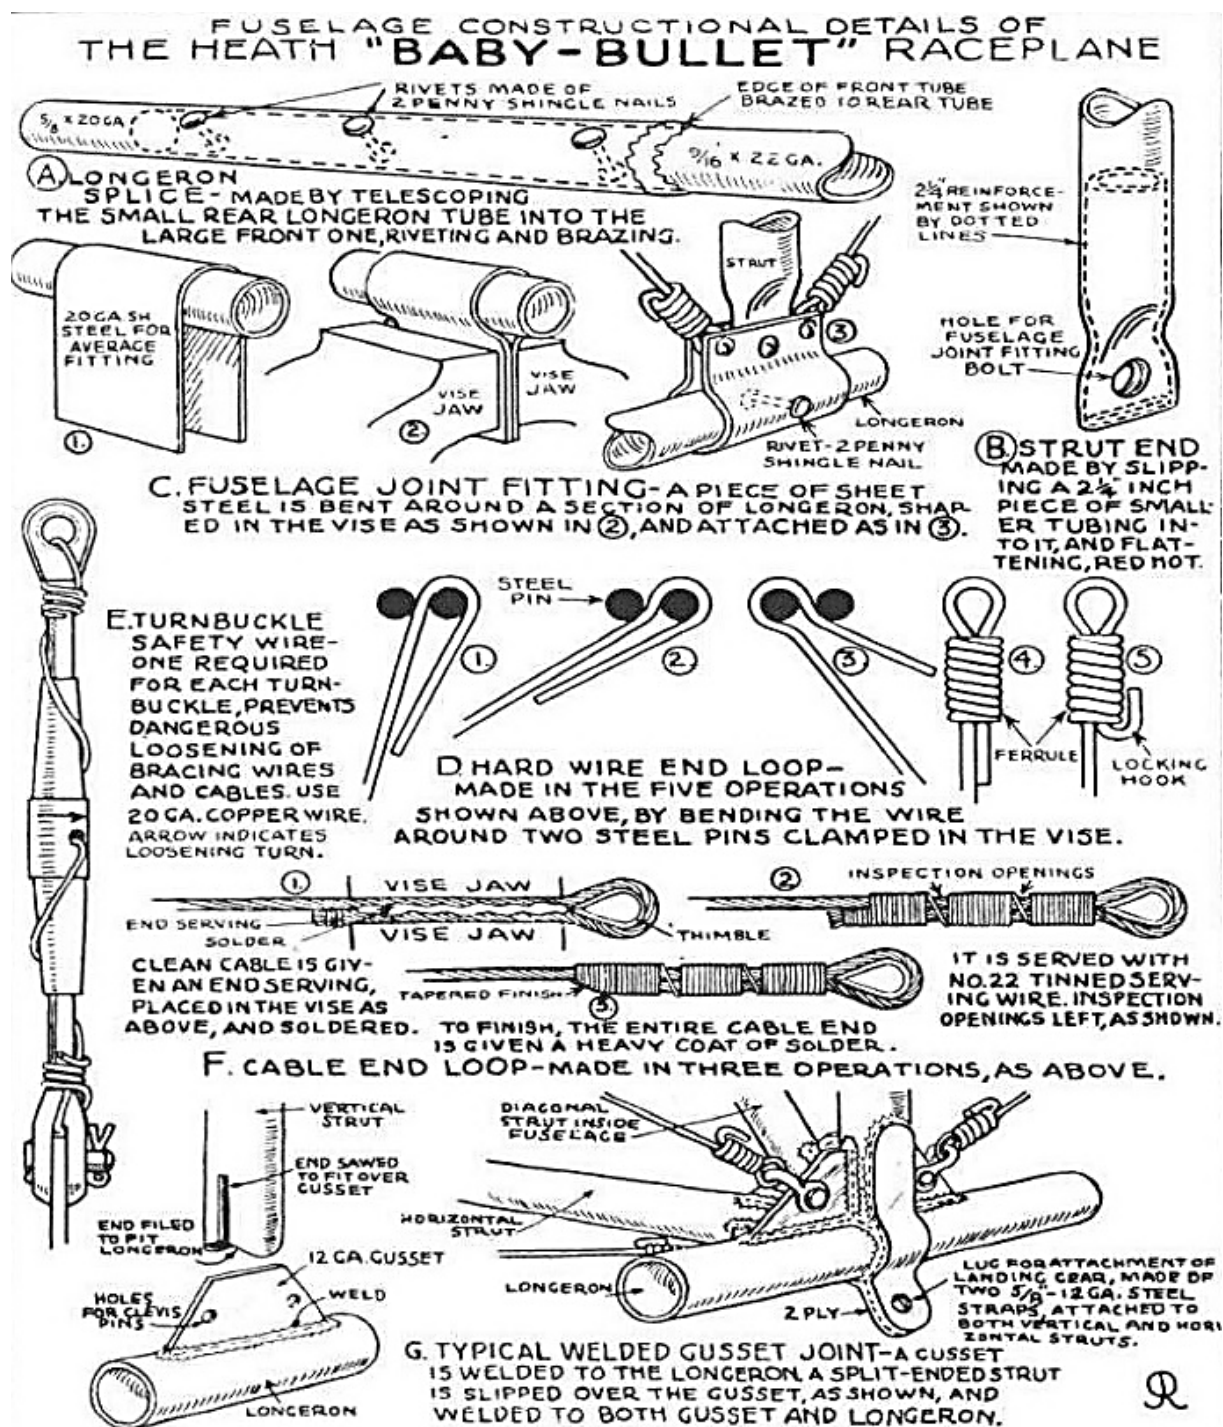 FUSELAGE CONSTRUCTIONAL DETAILS OF
THE HEATH "BABY-BULLET" RACEPLANE
RIVETS MADE OF
2 PENNY SHINGLE NAILS
EDGE OF FRONT TUBE
BRAZED TO REAR TUBE
5/8 X 20 GA.
9/16" X 22 GA.
A. LONGERON
SPLICE - MADE BY TELESCOPING
THE SMALL REAR LONGERON TUBE INTO THE
LARGE FRONT ONE, RIVETING AND BRAZING.
2¼" REINFORCE-
MENT SHOWN
BY DOTTED
LINES
HOLE FOR
FUSELAGE
JOINT FITTING
BOLT
B. STRUT END
MADE BY SLIPP-
ING A 2¼" INCH
PIECE OF SMALL-
ER TUBING IN-
TO IT, AND FLAT-
TENING, RED HOT.
20 GA. SH
STEEL FOR
AVERAGE
FITTING
1.
VISE
JAW
VISE
JAW
2.
STRUT
3
LONGERON
RIVET - 2 PENNY
SHINGLE NAIL
C. FUSELAGE JOINT FITTING - A PIECE OF SHEET
STEEL IS BENT AROUND A SECTION OF LONGERON, SHAP-
ED IN THE VISE AS SHOWN IN 2, AND ATTACHED AS IN 3.
E. TURNBUCKLE
SAFETY WIRE-
ONE REQUIRED
FOR EACH TURN-
BUCKLE, PREVENTS
DANGEROUS
LOOSENING OF
BRACING WIRES
AND CABLES. USE
20 GA. COPPER WIRE.
ARROW INDICATES
LOOSENING TURN.
STEEL
PIN
1.
2.
3
4.
5
FERRULE
LOCKING
HOOK
D. HARD WIRE END LOOP-
MADE IN THE FIVE OPERATIONS
SHOWN ABOVE, BY BENDING THE WIRE
AROUND TWO STEEL PINS CLAMPED IN THE VISE.
1.
VISE JAW
END SERVING
SOLDER
VISE JAW
THIMBLE
2
INSPECTION OPENINGS
CLEAN CABLE IS GIV-
EN AN END SERVING,
PLACED IN THE VISE AS
ABOVE, AND SOLDERED.
TAPERED FINISH
3.
TO FINISH, THE ENTIRE CABLE END
IS GIVEN A HEAVY COAT OF SOLDER.
IT IS SERVED WITH
NO. 22 TINNED SERV-
ING WIRE. INSPECTION
OPENINGS LEFT, AS SHOWN.
F. CABLE END LOOP-MADE IN THREE OPERATIONS, AS ABOVE.
VERTICAL
STRUT
END SAWED
TO FIT OVER
GUSSET
END FILED
TO FIT
LONGERON
12 GA. GUSSET
HOLES
FOR CLEVIS
PINS
WELD
LONGERON
DIAGONAL
STRUT INSIDE
FUSELAGE
HORIZONTAL
STRUT
LONGERON
2 PLY
LUG FOR ATTACHMENT OF
LANDING GEAR, MADE OF
TWO 5/8 - 12 GA. STEEL
STRAPS, ATTACHED TO
BOTH VERTICAL AND HORI
ZONTAL STRUTS.
G. TYPICAL WELDED GUSSET JOINT-A GUSSET
IS WELDED TO THE LONGERON. A SPLIT-ENDED STRUT
IS SLIPPED OVER THE GUSSET, AS SHOWN, AND
WELDED TO BOTH GUSSET AND LONGERON.